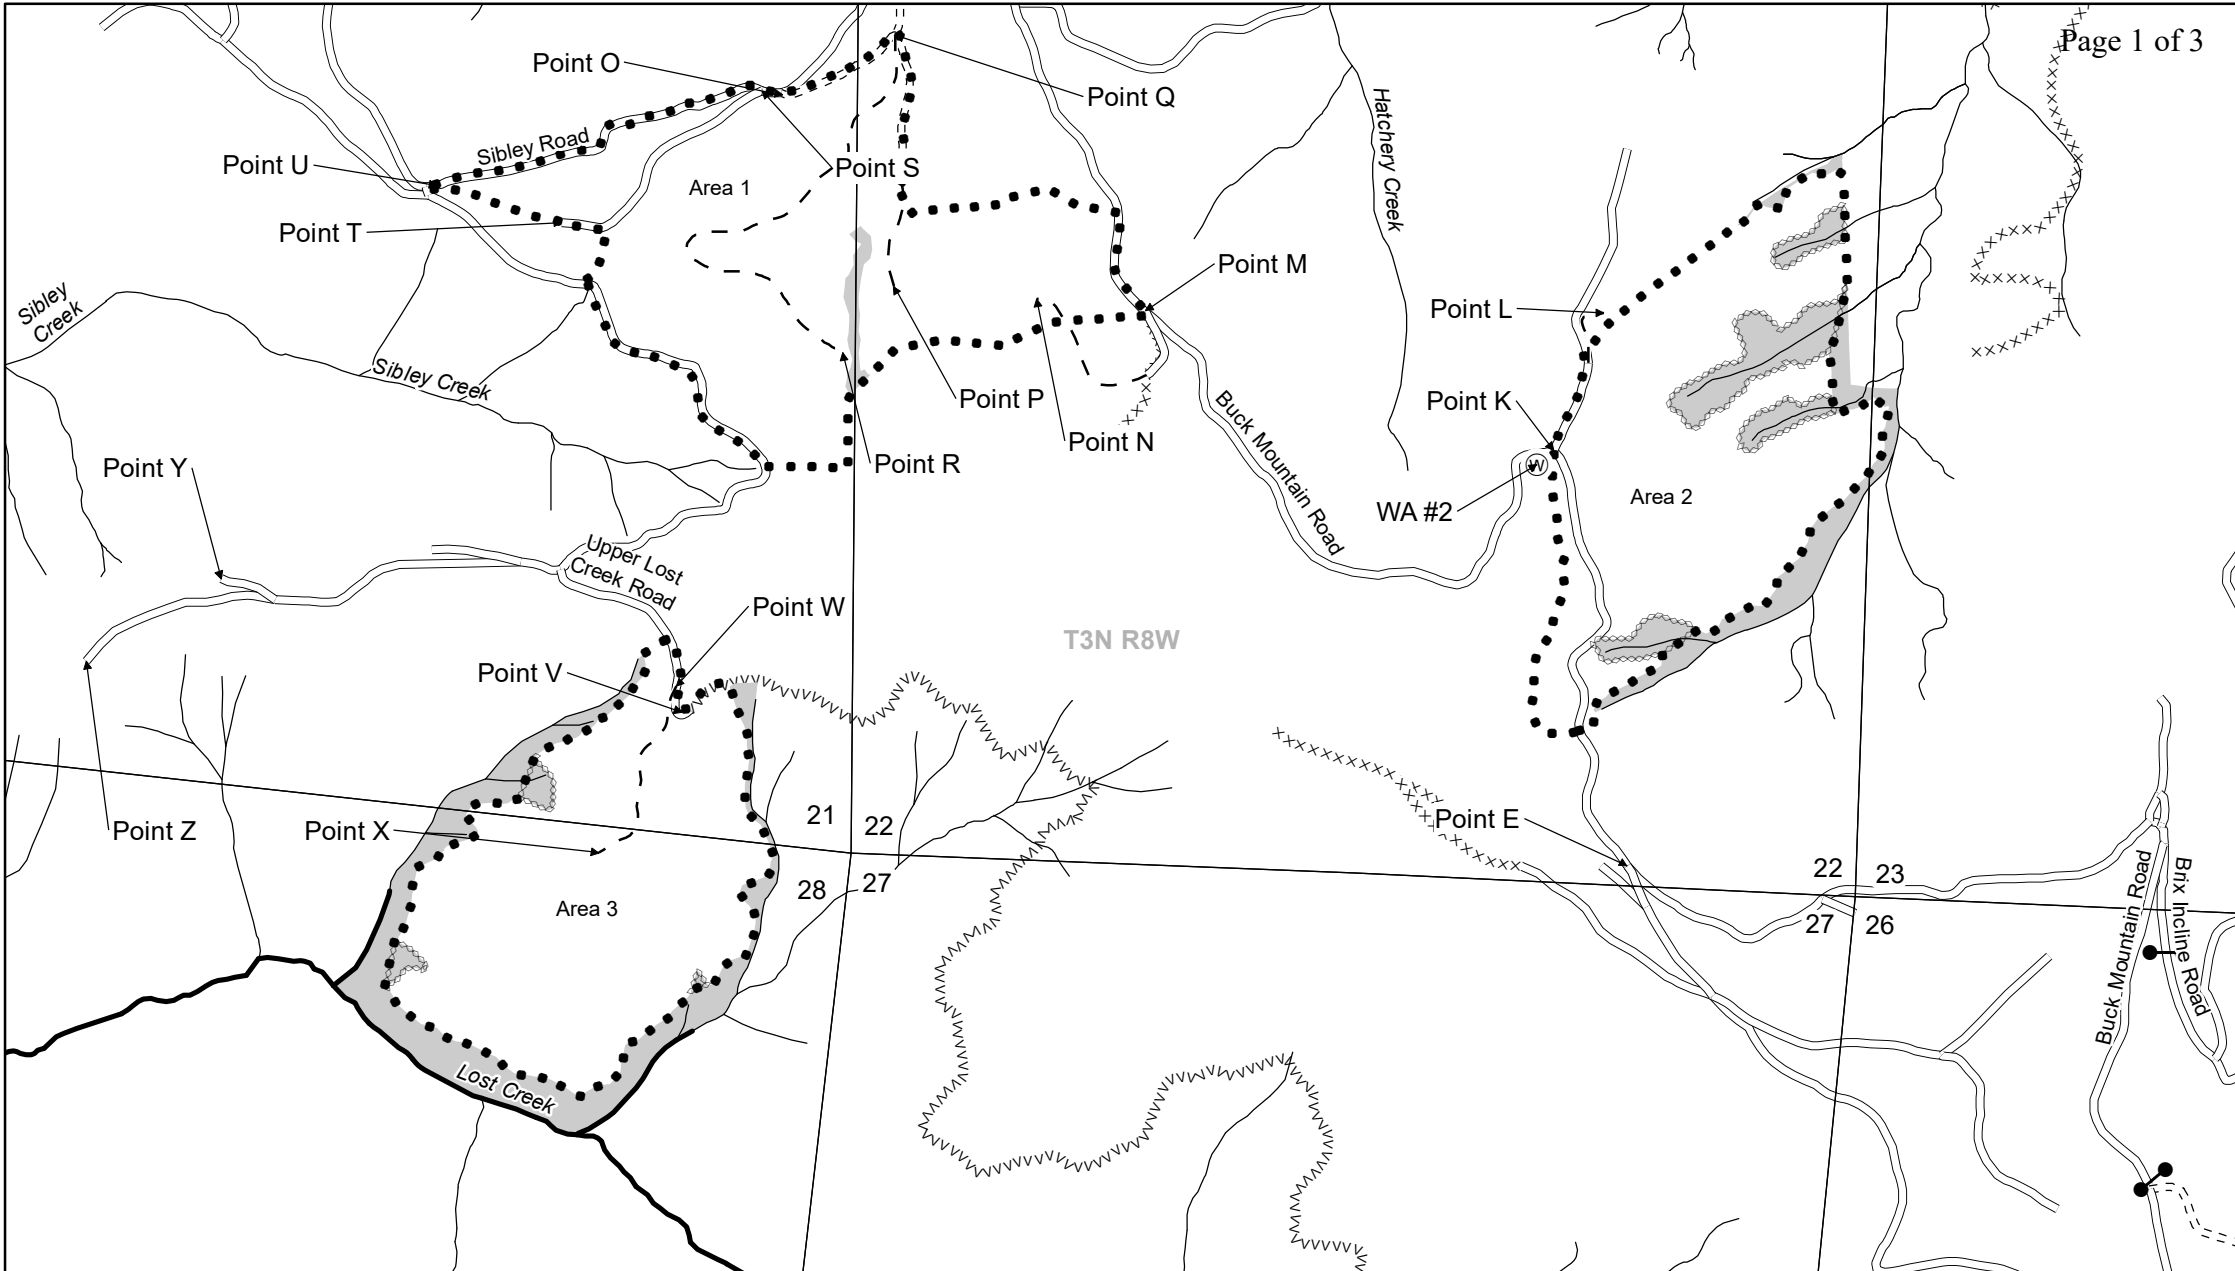 Page 1 of 3
Point O
Point Q
Hatchery Creek
Sibley Road
Point U
Point S
Area 1
Point T
Point M
Sibley
Creek
Point L
Sibley Creek
Point P
Point K
Buck Mountain Road
Point N
Point R
Point Y
W
WA #2
Area 2
Upper Lost
Creek Road
Point W
T3N R8W
Point V
21
22
Point E
Point Z
Point X
28
27
22
23
27
26
Area 3
Buck Mountain Road
Brix Incline Road
Lost Creek